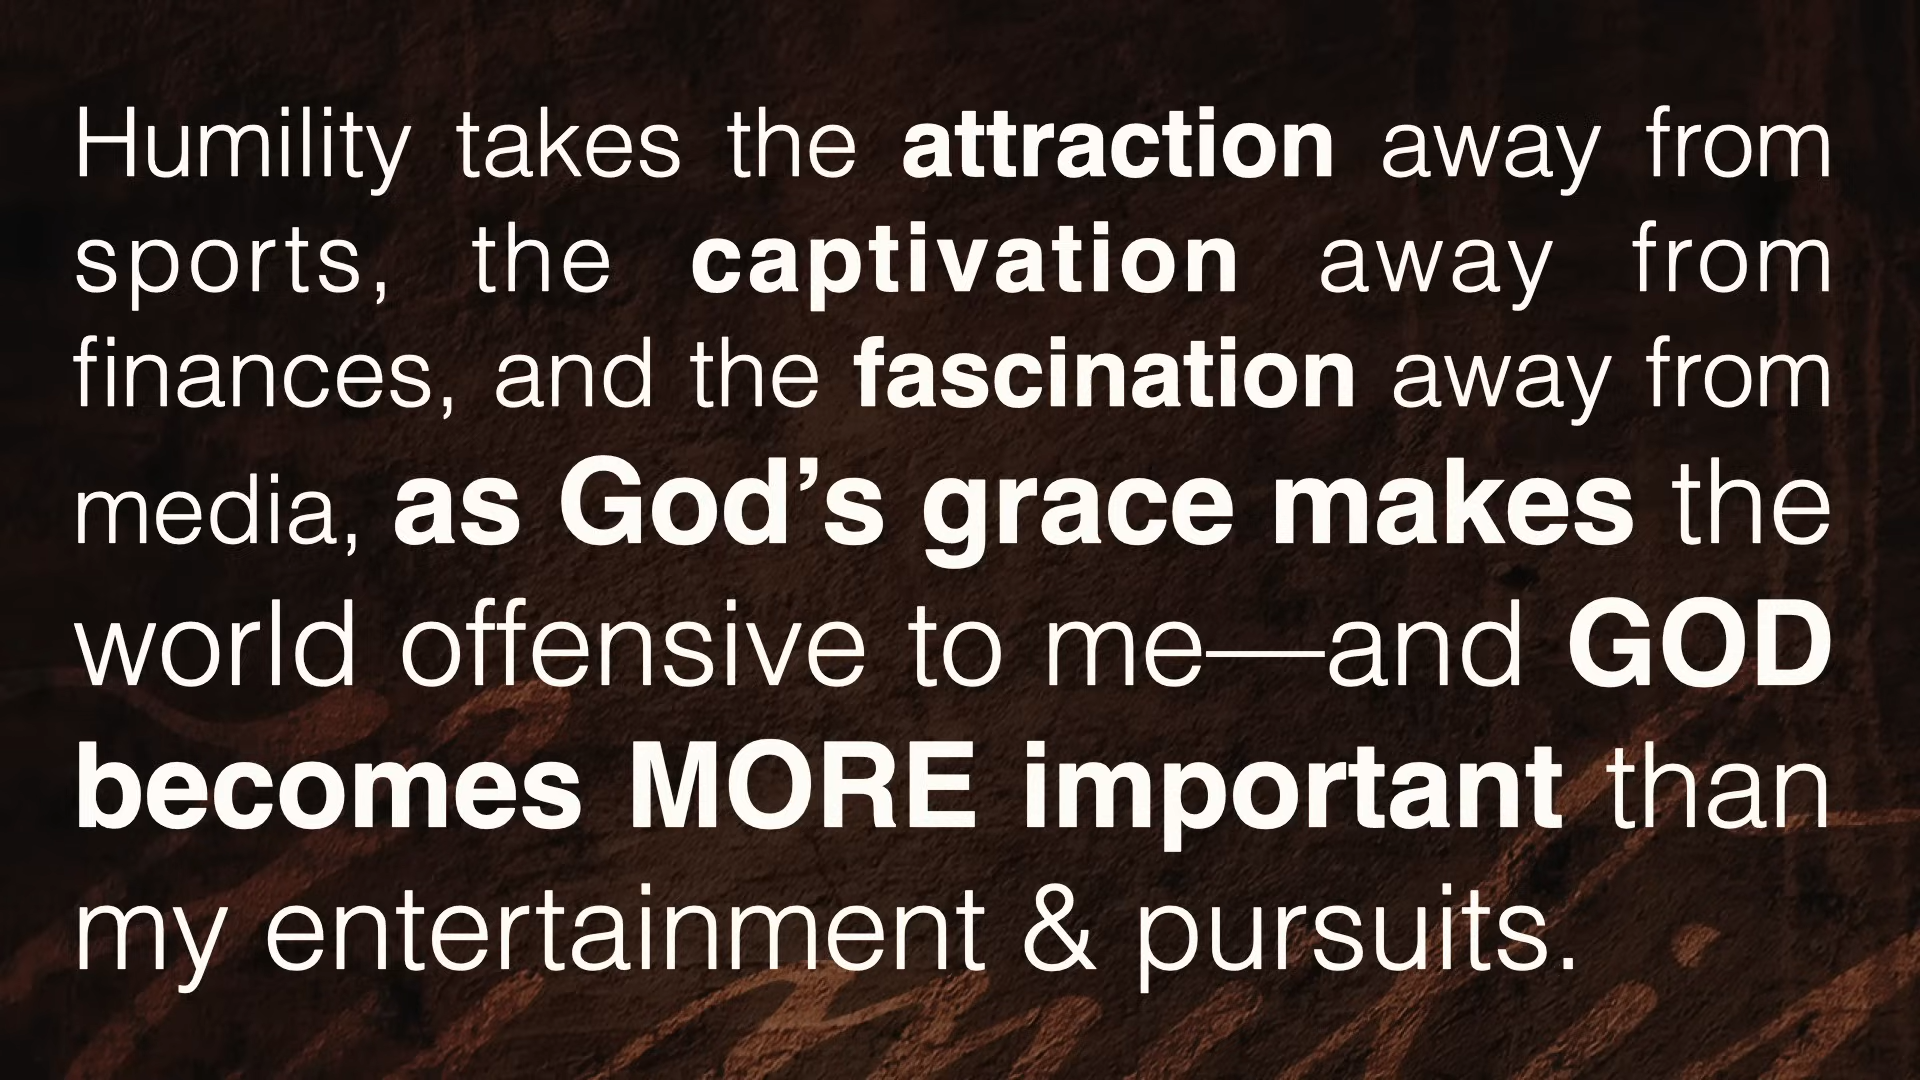 Humility takes the attraction away from
sports, the captivation away from
finances, and the fascination away from
media, as God’s grace makes the
world offensive to me—and GOD
becomes MORE important than
my entertainment & pursuits.